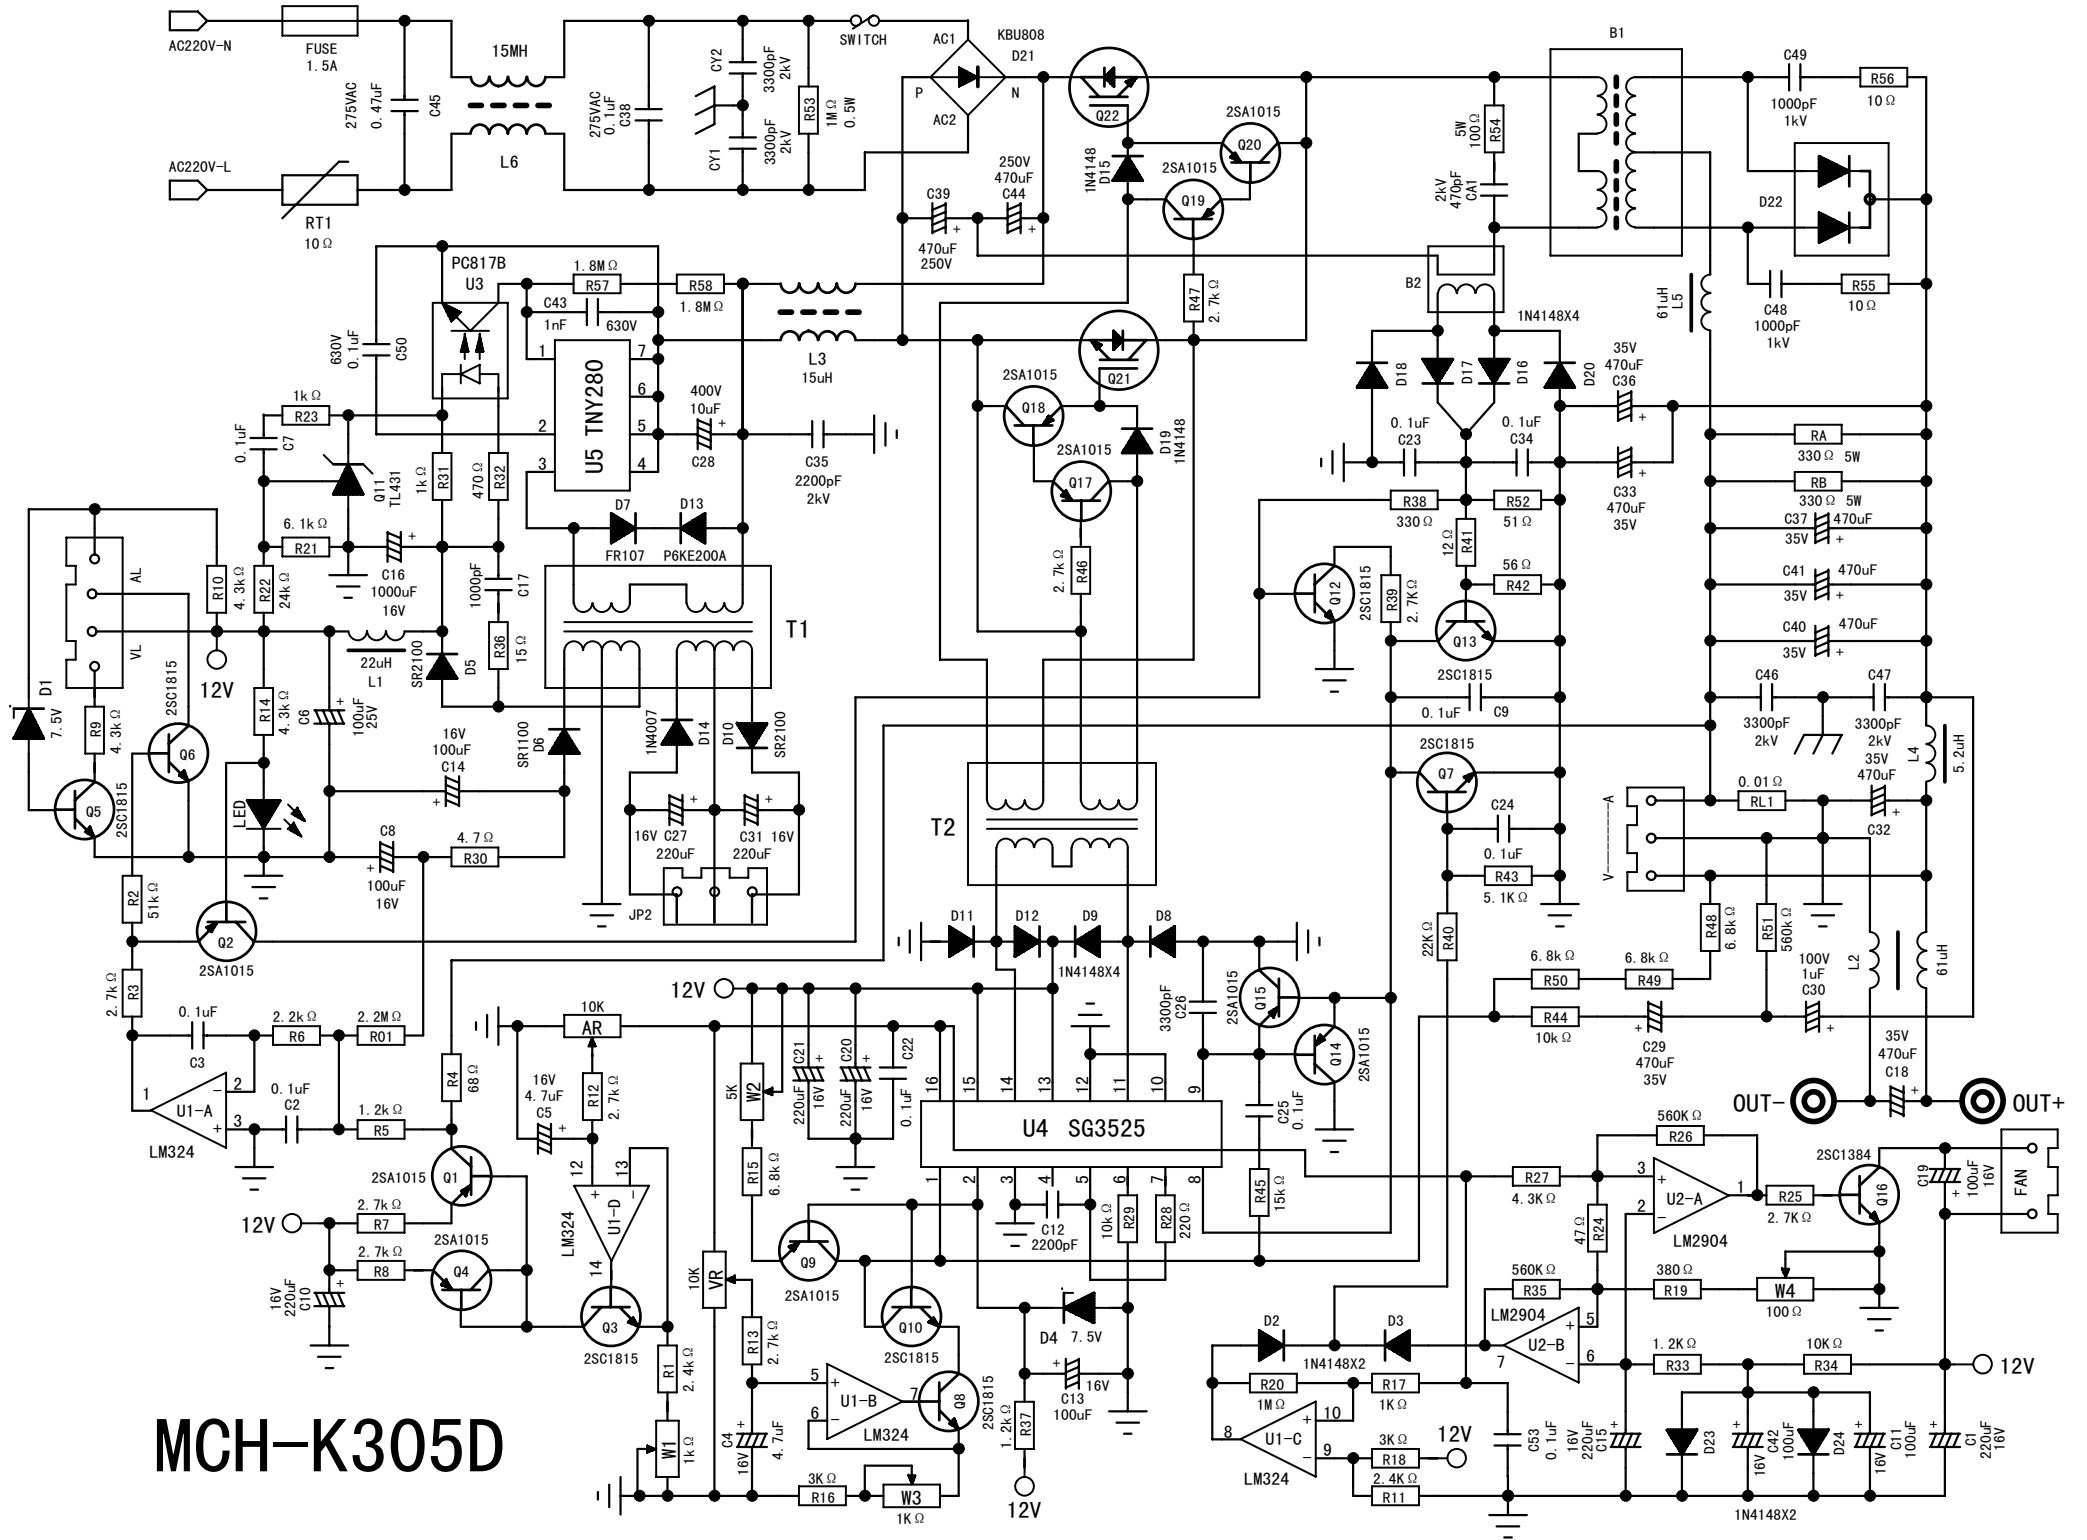 AC220V-N
FUSE
1.5A
275VAC
0.47uF
C45
15MH
L6
275VAC
0.1uF
C38
CY2
3300pF
2kV
CY1
3300pF
2kV
R53
1MΩ
0.5W
SWITCH
AC1
KBU808
D21
P
N
AC2
AC220V-L
RT1
10Ω
Q22
1N4148
D15
2SA1015
Q20
2SA1015
Q19
C39
470uF
250V
250V
470uF
C44
R47
2.7kΩ
5W
100Ω
R54
2kV
470pF
CA1
B1
C49
1000pF
1kV
R56
10Ω
D22
C48
1000pF
1kV
R55
10Ω
61uH
L5
B2
1N4148X4
D18
D17
D16
D20
35V
470uF
C36
C33
470uF
35V
0.1uF
C23
0.1uF
C34
R38
330Ω
R52
51Ω
12Ω
R41
56Ω
R42
RA
330Ω 5W
RB
330Ω 5W
C37
470uF
35V
C41
470uF
35V
C40
470uF
35V
C46
3300pF
2kV
C47
3300pF
2kV
PC817B
U3
1.8MΩ
R57
R58
1.8MΩ
C43
1nF
630V
630V
0.1uF
C50
1
2
3
7
6
5
4
U5 TNY280
400V
10uF
C28
C35
2200pF
2kV
L3
15uH
Q21
2SA1015
Q18
D19
1N4148
2SA1015
Q17
2.7kΩ
R46
1kΩ
R23
0.1uF
C7
Q11
TL431
1kΩ
R31
470Ω
R32
6.1kΩ
R21
C16
1000uF
16V
R22
24kΩ
R10
4.3kΩ
AL
VL
12V
D1
7.5V
R9
4.3kΩ
2SC1815
Q6
Q5
2SC1815
R14
4.3kΩ
LED
C6
100uF
25V
22uH
L1
SR2100
D5
1000pF
C17
R36
15Ω
D7
FR107
D13
P6KE200A
T1
SR1100
D6
1N4007
D14
D10
SR2100
16V
100uF
C14
C8
100uF
16V
4.7Ω
R30
16V
C27
220uF
C31
16V
220uF
JP2
T2
Q12
2SC1815
R39
2.7KΩ
Q13
2SC1815
0.1uF
C9
2SC1815
Q7
C24
0.1uF
R43
5.1KΩ
22KΩ
R40
0.01Ω
RL1
V----------A
35V
470uF
C32
L4
5.2uH
R48
6.8kΩ
R51
560kΩ
L2
61uH
6.8kΩ
R50
6.8kΩ
R49
R44
10kΩ
C29
470uF
35V
100V
1uF
C30
35V
470uF
C18
OUT-
OUT+
R2
51kΩ
Q2
2SA1015
R3
2.7kΩ
0.1uF
C3
2.2kΩ
R6
2.2MΩ
R01
1
2
3
U1-A
LM324
0.1uF
C2
1.2kΩ
R5
R4
68Ω
2SA1015
Q1
12V
2.7kΩ
R7
2.7kΩ
R8
2SA1015
Q4
16V
220uF
C10
16V
4.7uF
C5
10K
AR
R12
2.7kΩ
12
13
U1-D
LM324
14
Q3
2SC1815
R1
2.4kΩ
W1
1kΩ
10K
VR
12V
5K
W2
R15
6.8kΩ
C21
220uF
16V
C20
220uF
16V
C22
0.1uF
D11
D12
D9
D8
1N4148X4
3300pF
C26
2SA1015
Q15
Q14
2SA1015
C25
0.1uF
R45
15kΩ
16
15
14
13
12
11
10
9
U4 SG3525
1
2
3
4
5
6
7
8
Q9
2SA1015
C12
2200pF
10kΩ
R29
R28
220Ω
Q10
2SC1815
D4
7.5V
C13
16V
100uF
1.2kΩ
R37
12V
R13
2.7kΩ
C4
16V
4.7uF
5
6
7
U1-B
LM324
Q8
2SC1815
3KΩ
R16
W3
1KΩ
D2
D3
1N4148X2
R20
1MΩ
R17
1KΩ
8
10
9
U1-C
LM324
3KΩ
R18
12V
2.4KΩ
R11
C53
0.1uF
R27
4.3KΩ
560KΩ
R26
3
2
1
U2-A
LM2904
R25
2.7KΩ
2SC1384
Q16
C19
100uF
16V
FAN
47Ω
R24
560KΩ
R35
380Ω
R19
W4
100Ω
LM2904
U2-B
5
6
7
1.2KΩ
R33
10KΩ
R34
12V
16V
220uF
C15
D23
C42
100uF
16V
D24
C11
100uF
16V
C1
220uF
16V
1N4148X2
MCH-K305D